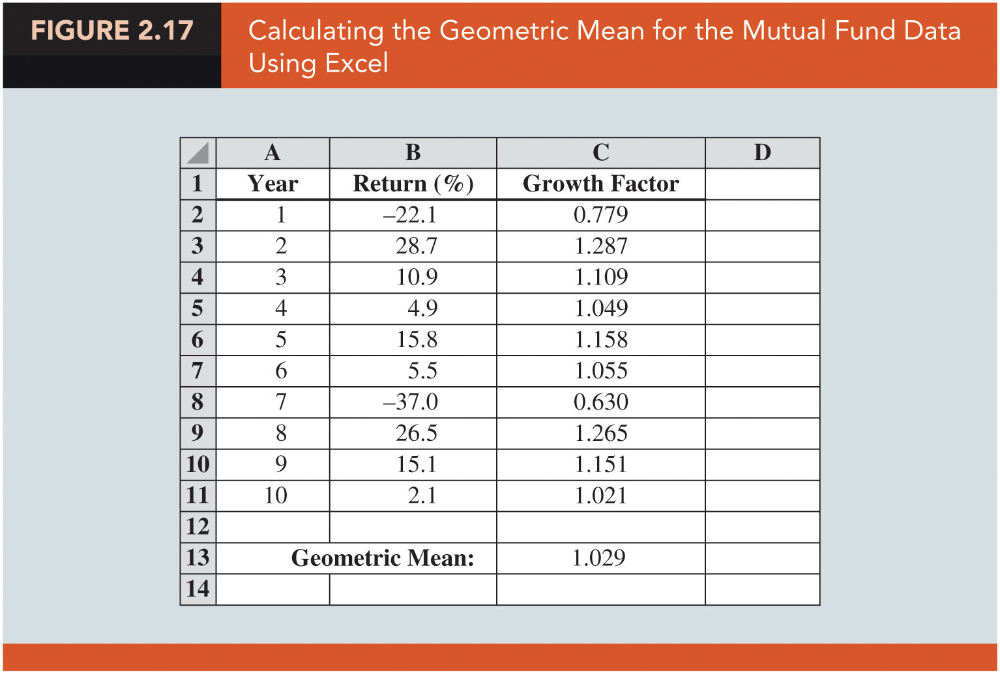 FIGURE 2.17
Calculating the Geometric Mean for the Mutual Fund Data
Using Excel
A B C D
1 Year Return (%) Growth Factor
2 1 –22.1 0.779
3 2 28.7 1.287
4 3 10.9 1.109
5 4 4.9 1.049
6 5 15.8 1.158
7 6 5.5 1.055
8 7 –37.0 0.630
9 8 26.5 1.265
10 9 15.1 1.151
11 10 2.1 1.021
12
13 Geometric Mean: 1.029
14